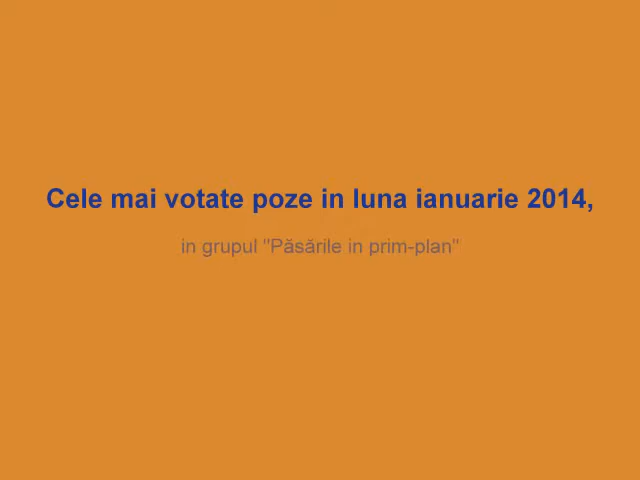 Cele mai votate poze in luna ianuarie 2014,
in grupul "Păsările in prim-plan"